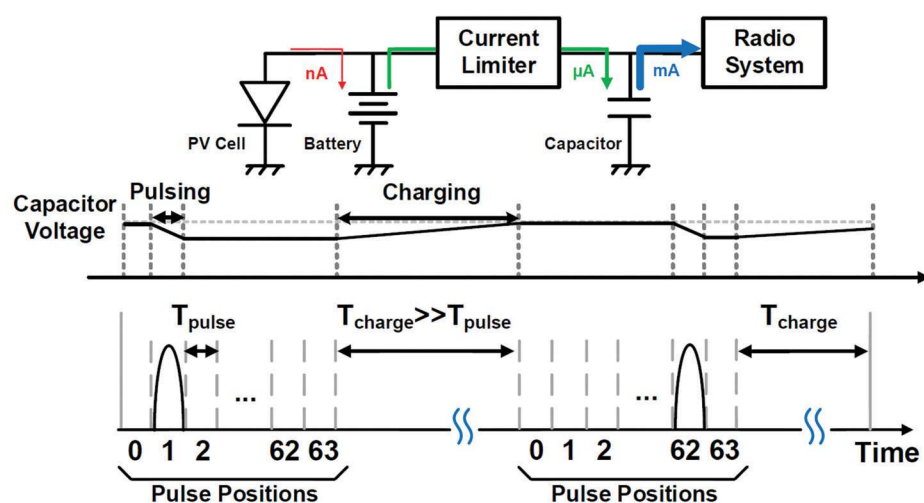 Current
Limiter
Radio
System
nA
µA
mA
PV Cell
Battery
Capacitor
Capacitor
Voltage
Pulsing
Charging
Tpulse
Tcharge>>Tpulse
Tcharge
...
...
0 1 2 62 63
0 1 2 62 63
Time
Pulse Positions
Pulse Positions